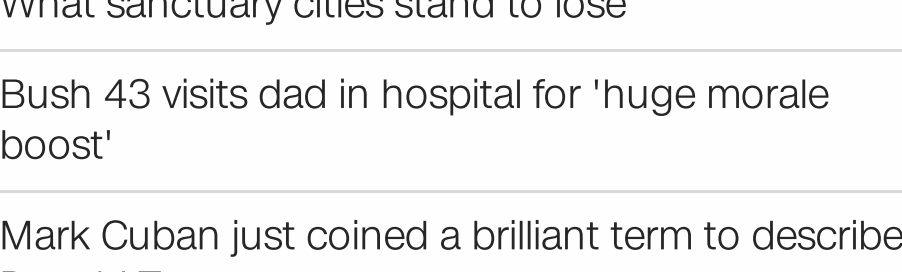 What sanctuary cities stand to lose
Bush 43 visits dad in hospital for 'huge morale
boost'
Mark Cuban just coined a brilliant term to describe